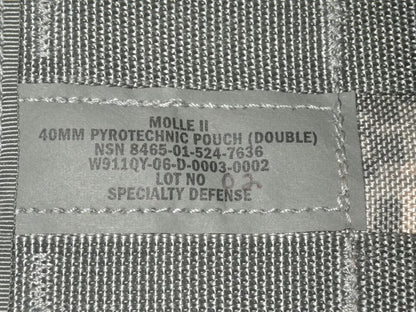 MOLLE II
40MM PYROTECHNIC POUCH (DOUBLE)
NSN 8465-01-524-7636
W911QY-06-D-0003-0002
LOT NO 02
SPECIALTY DEFENSE